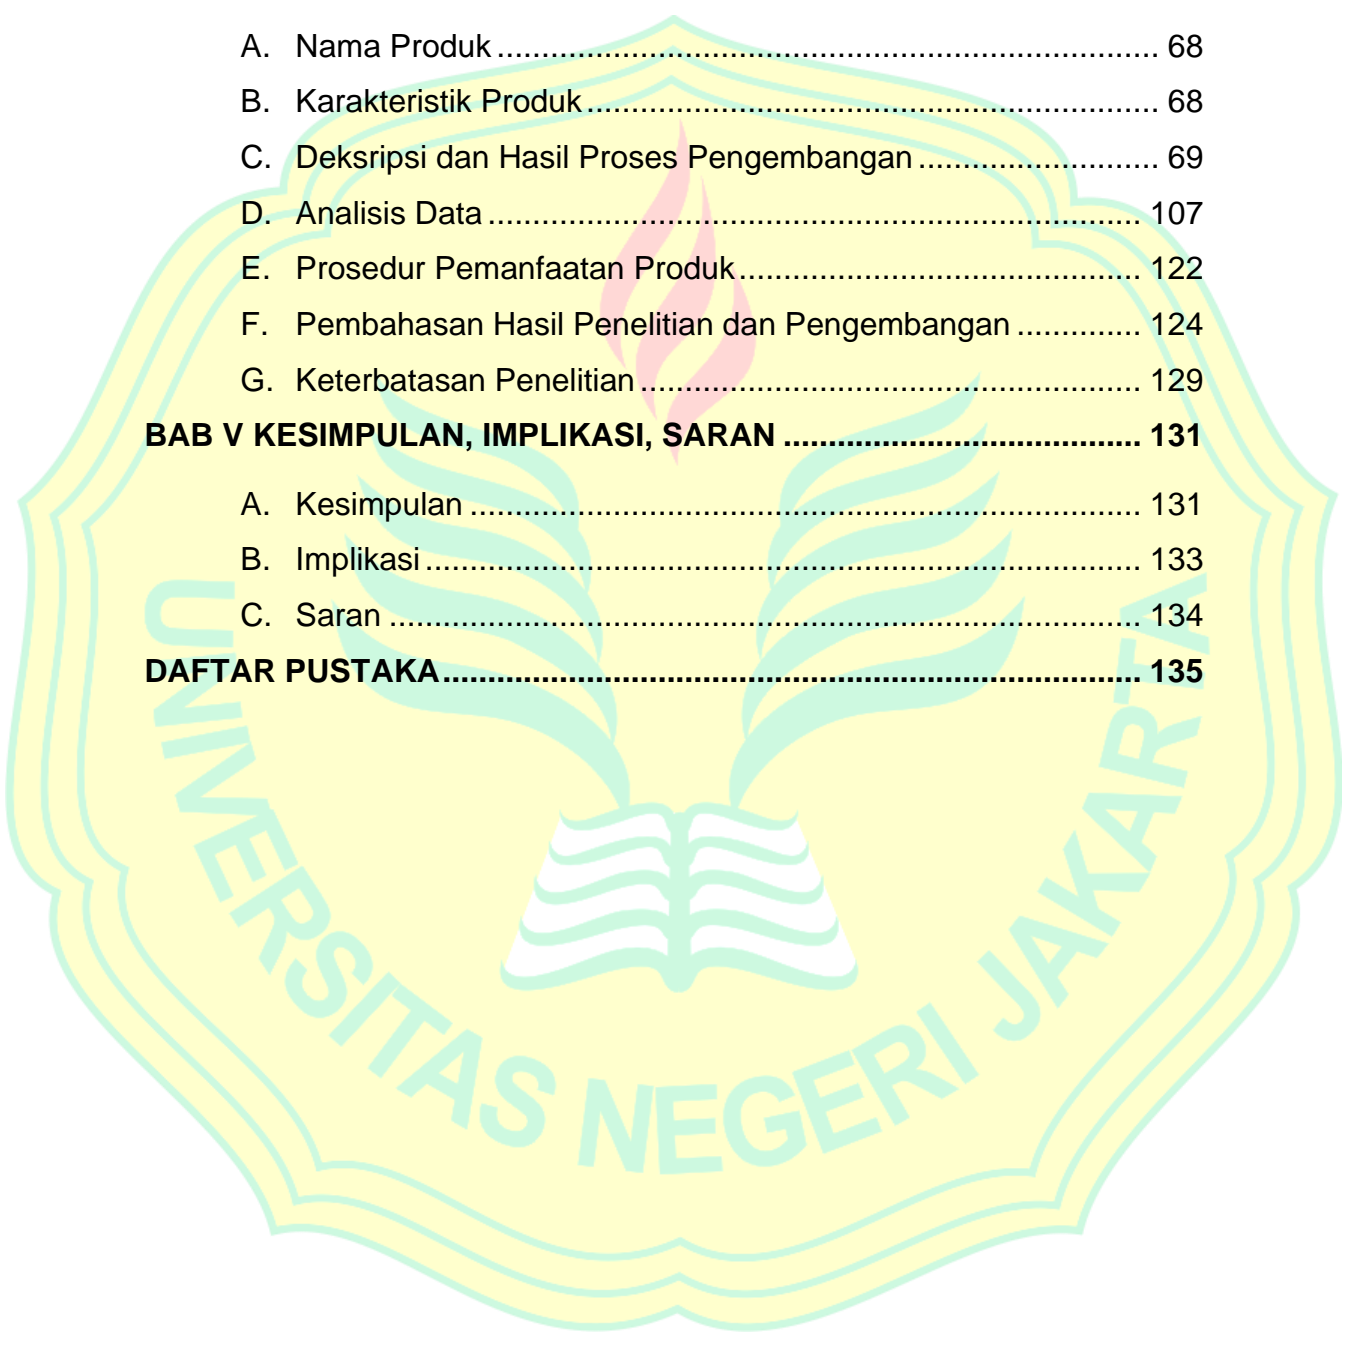 A. Nama Produk ........................................................................... 68
B. Karakteristik Produk ................................................................. 68
C. Deksripsi dan Hasil Proses Pengembangan ........................... 69
D. Analisis Data ......................................................................... 107
E. Prosedur Pemanfaatan Produk ............................................. 122
F. Pembahasan Hasil Penelitian dan Pengembangan .............. 124
G. Keterbatasan Penelitian ........................................................ 129
BAB V KESIMPULAN, IMPLIKASI, SARAN ........................................ 131
A. Kesimpulan ........................................................................... 131
B. Implikasi ................................................................................ 133
C. Saran .................................................................................... 134
DAFTAR PUSTAKA .............................................................................. 135
UNIVERSITAS NEGERI JAKARTA